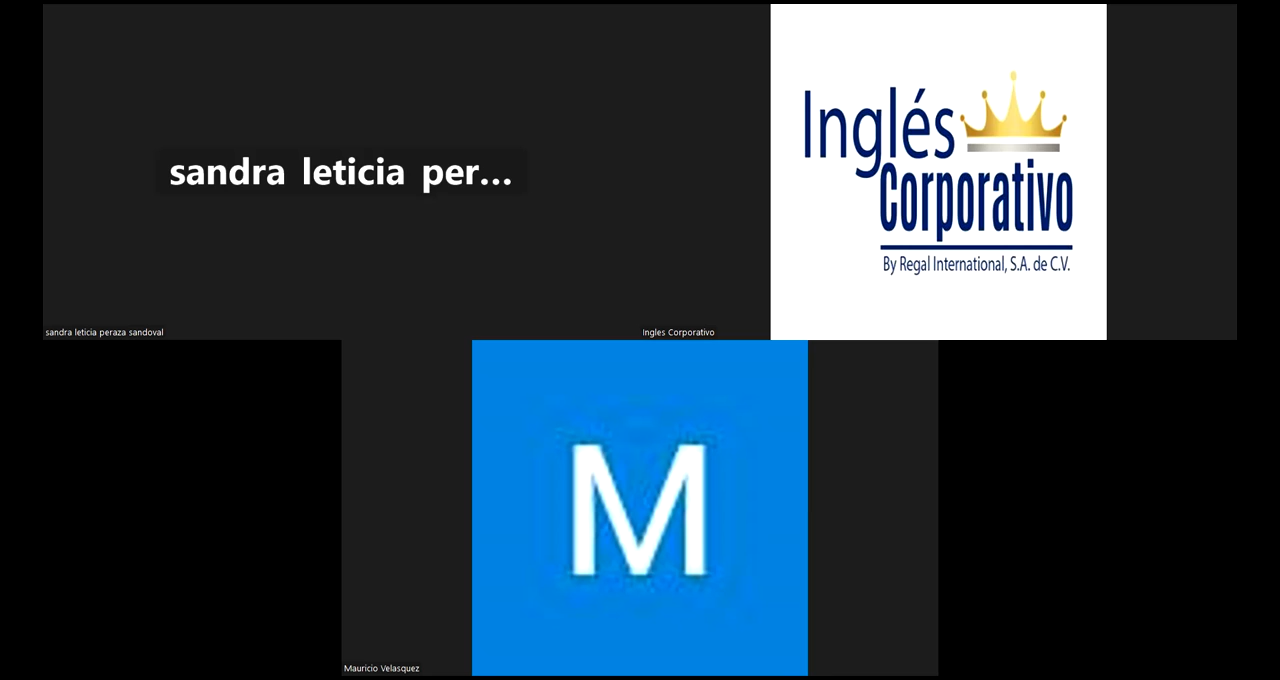 sandra leticia per...
sandra leticia peraza sandoval
Inglés
Corporativo
By Regal International, S.A. de C.V.
Ingles Corporativo
M
Mauricio Velasquez